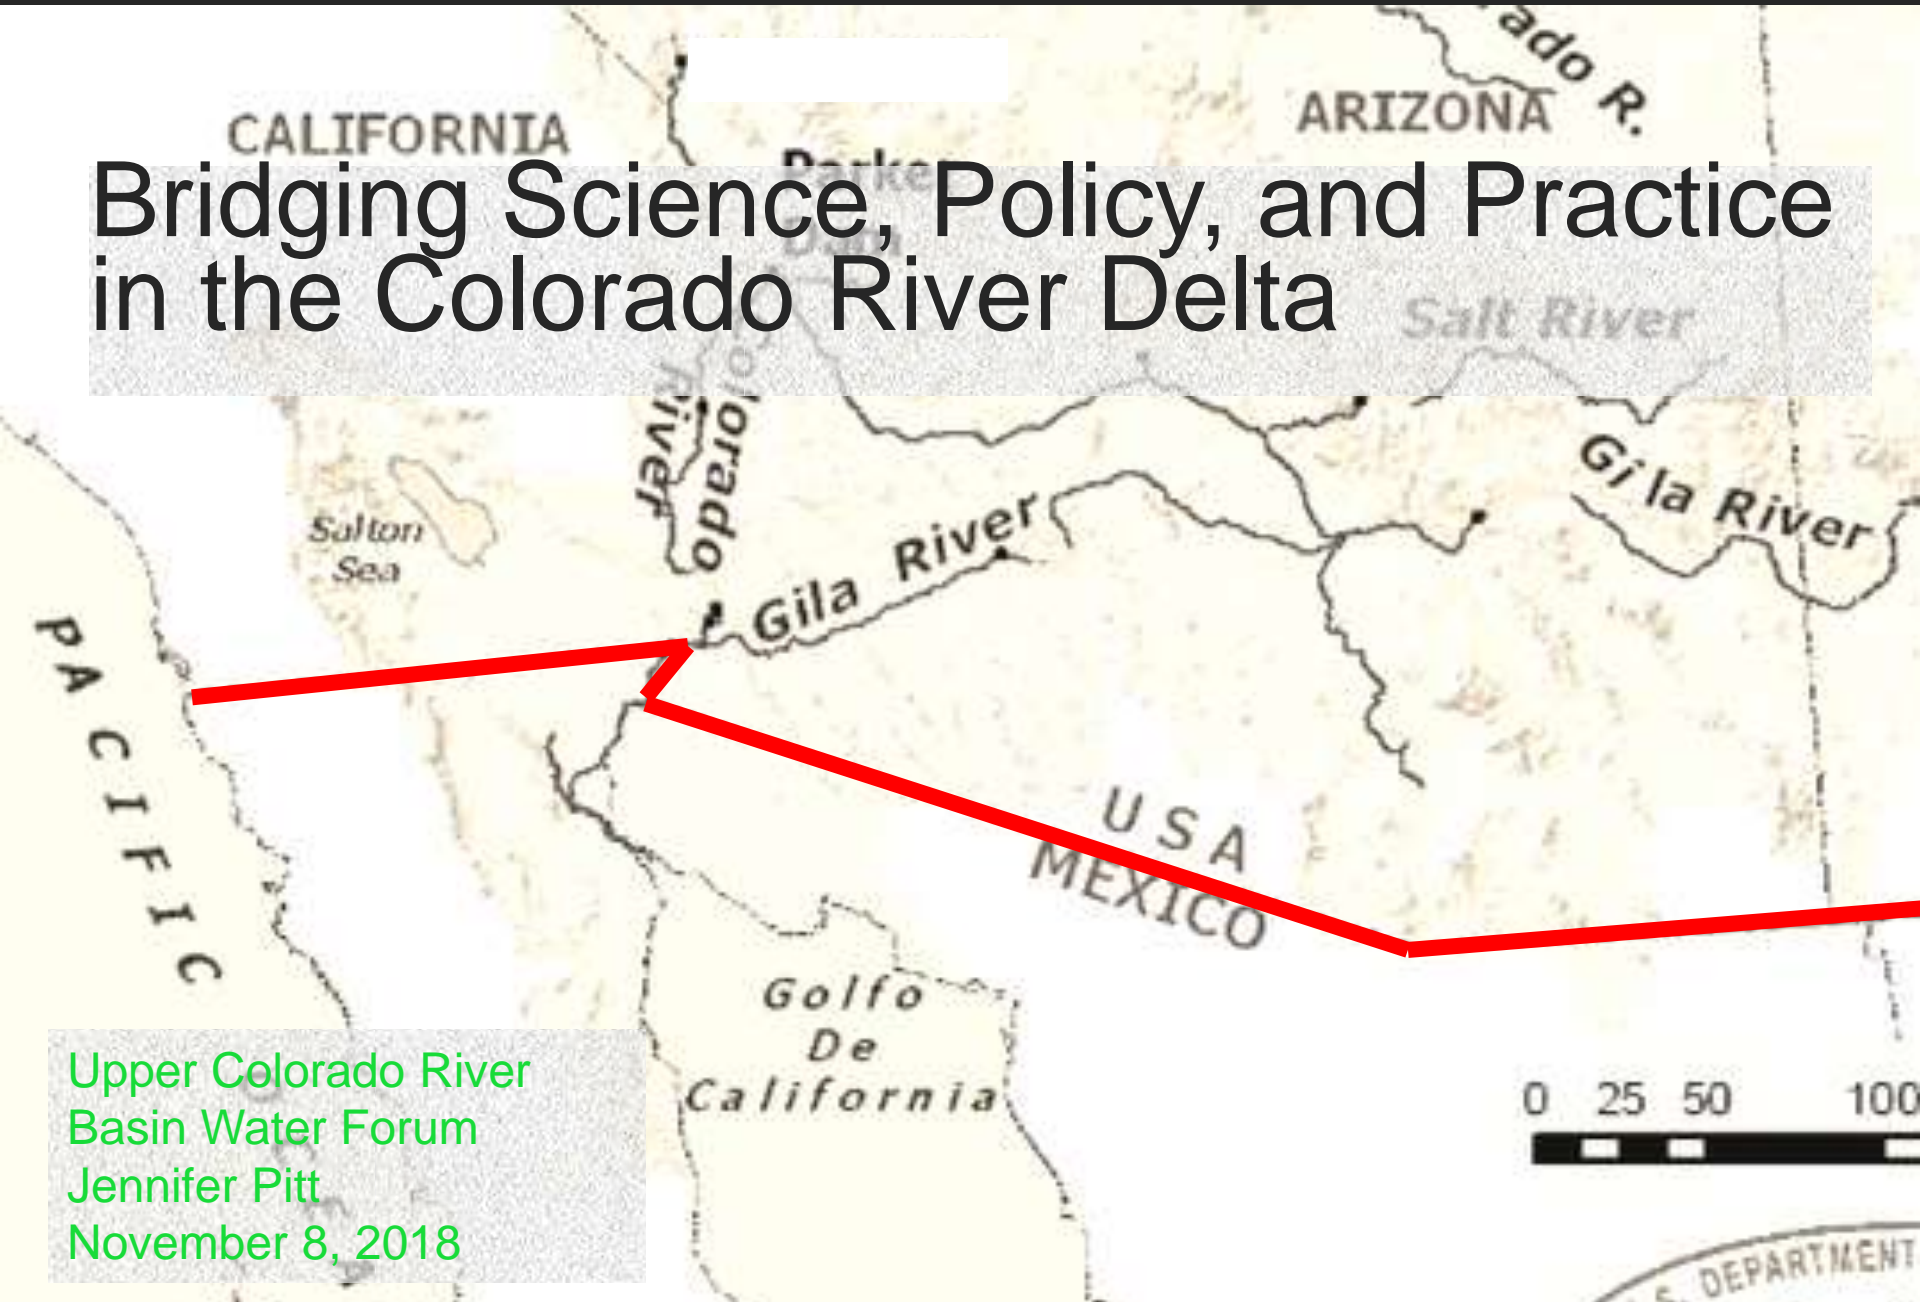 ado R.
CALIFORNIA
ARIZONA
Parke
Bridging Science, Policy, and Practice
in the Colorado River Delta
Salt River
Colorado
River
Gila River
Salton
Sea
Gila River
PACIFIC
USA
MEXICO
Golfo
De
California
Upper Colorado River
Basin Water Forum
Jennifer Pitt
November 8, 2018
0 25 50 100
S. DEPARTMENT